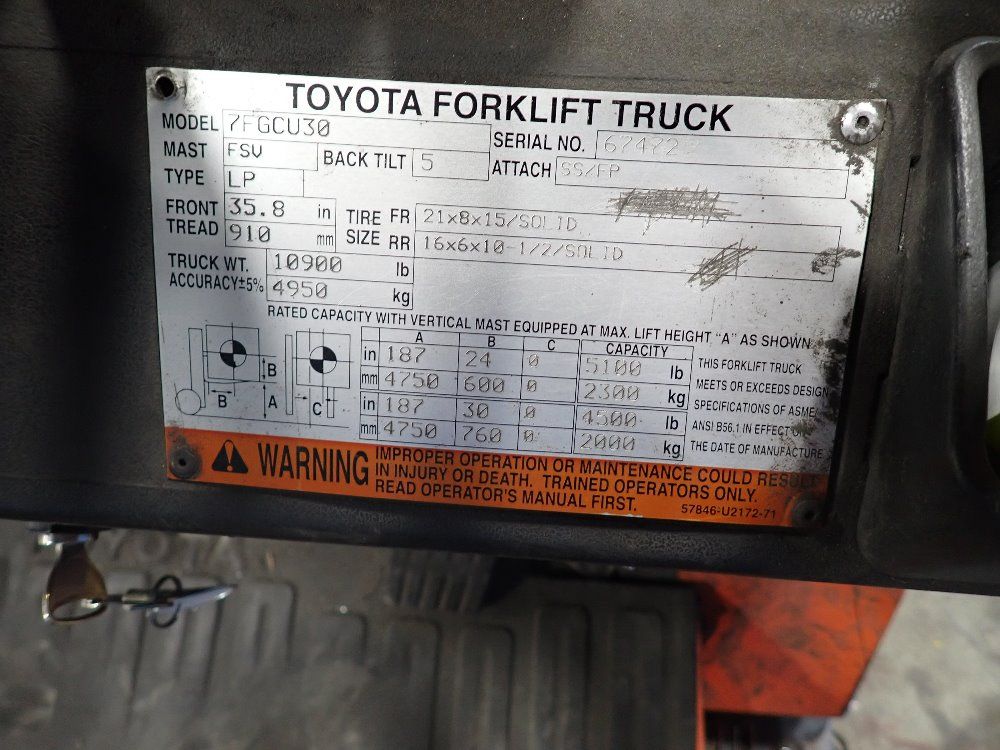 TOYOTA FORKLIFT TRUCK
MODEL 7FGCU30 SERIAL NO. 67472
MAST FSV BACK TILT 5 ATTACH SS/FP
TYPE LP
FRONT TREAD 35.8 in 910 mm
TIRE SIZE FR 21x8x15/SOLID
RR 16x6x10-1/2/SOLID
TRUCK WT. 10900 lb
ACCURACY±5% 4950 kg
RATED CAPACITY WITH VERTICAL MAST EQUIPPED AT MAX. LIFT HEIGHT "A" AS SHOWN
A B C CAPACITY
in 187 24 0 5100 lb
mm 4750 600 0 2300 kg
in 187 30 0 4500 lb
mm 4750 760 0 2000 kg
B
B A C
THIS FORKLIFT TRUCK
MEETS OR EXCEEDS DESIGN
SPECIFICATIONS OF ASME
ANSI B56.1 IN EFFECT ON
THE DATE OF MANUFACTURE
WARNING
IMPROPER OPERATION OR MAINTENANCE COULD RESULT
IN INJURY OR DEATH. TRAINED OPERATORS ONLY.
READ OPERATOR'S MANUAL FIRST.
57846-U2172-71
TOYOTA